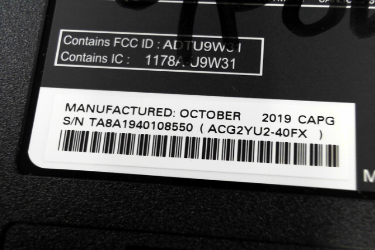 Contains FCC ID : ADTU9W31
Contains IC : 1178A-U9W31
MANUFACTURED: OCTOBER 2019 CAPG
S/N TA8A1940108550 ( ACG2YU2-40FX )